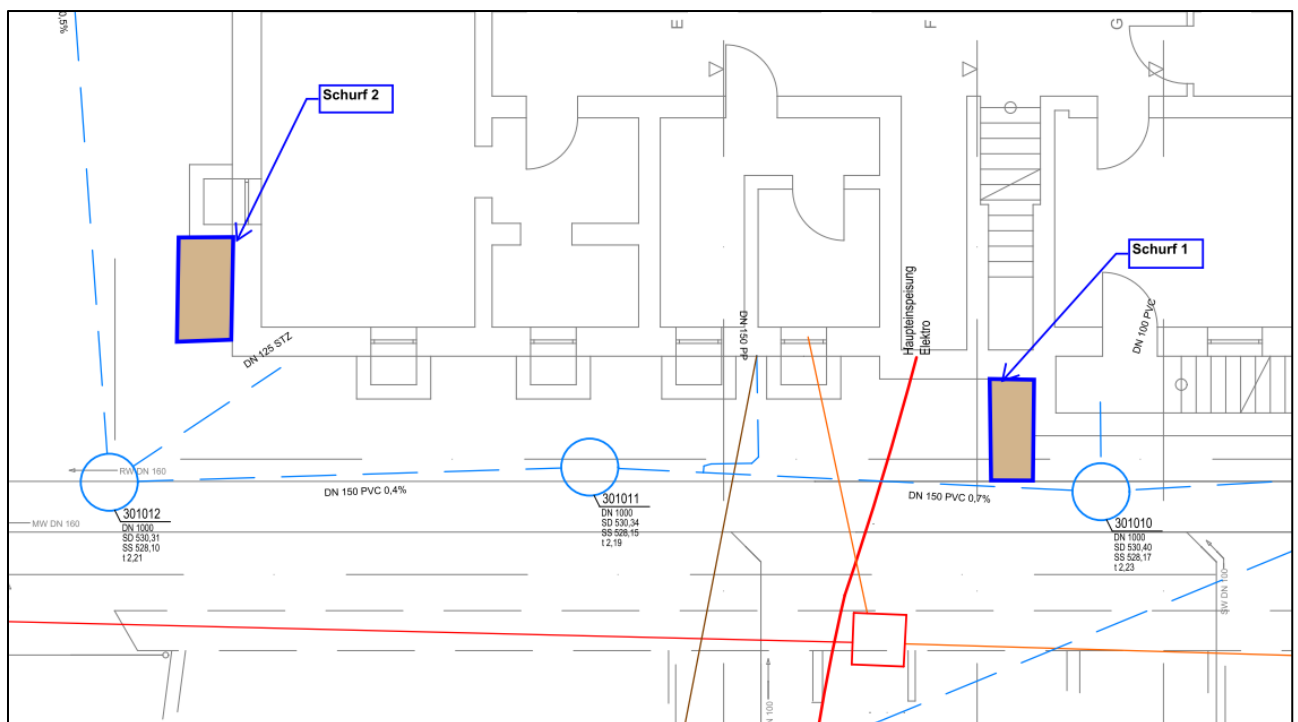 0,5%
E
F
G
Schurf 2
Schurf 1
Haupteinspeisung
Elektro
DN 150 PP
DN 100 PVC
DN 125 STZ
RW DN 160
DN 150 PVC 0,4%
301011
DN 1000
SD 530,34
SS 528,15
t 2,19
DN 150 PVC 0,7%
301012
DN 1000
SD 530,31
SS 528,10
t 2,21
MW DN 160
301010
DN 1000
SD 530,40
SS 528,17
t 2,23
SW DN 100
N 100